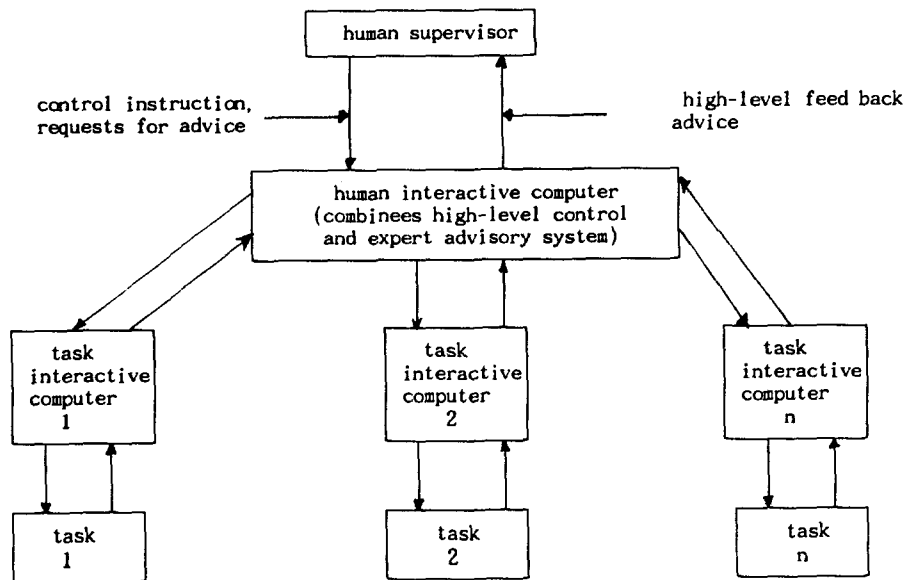 human supervisor
control instruction,
requests for advice
high-level feed back
advice
human interactive computer
(combinees high-level control
and expert advisory system)
task
interactive
computer
1
task
interactive
computer
2
task
interactive
computer
n
task
1
task
2
task
n